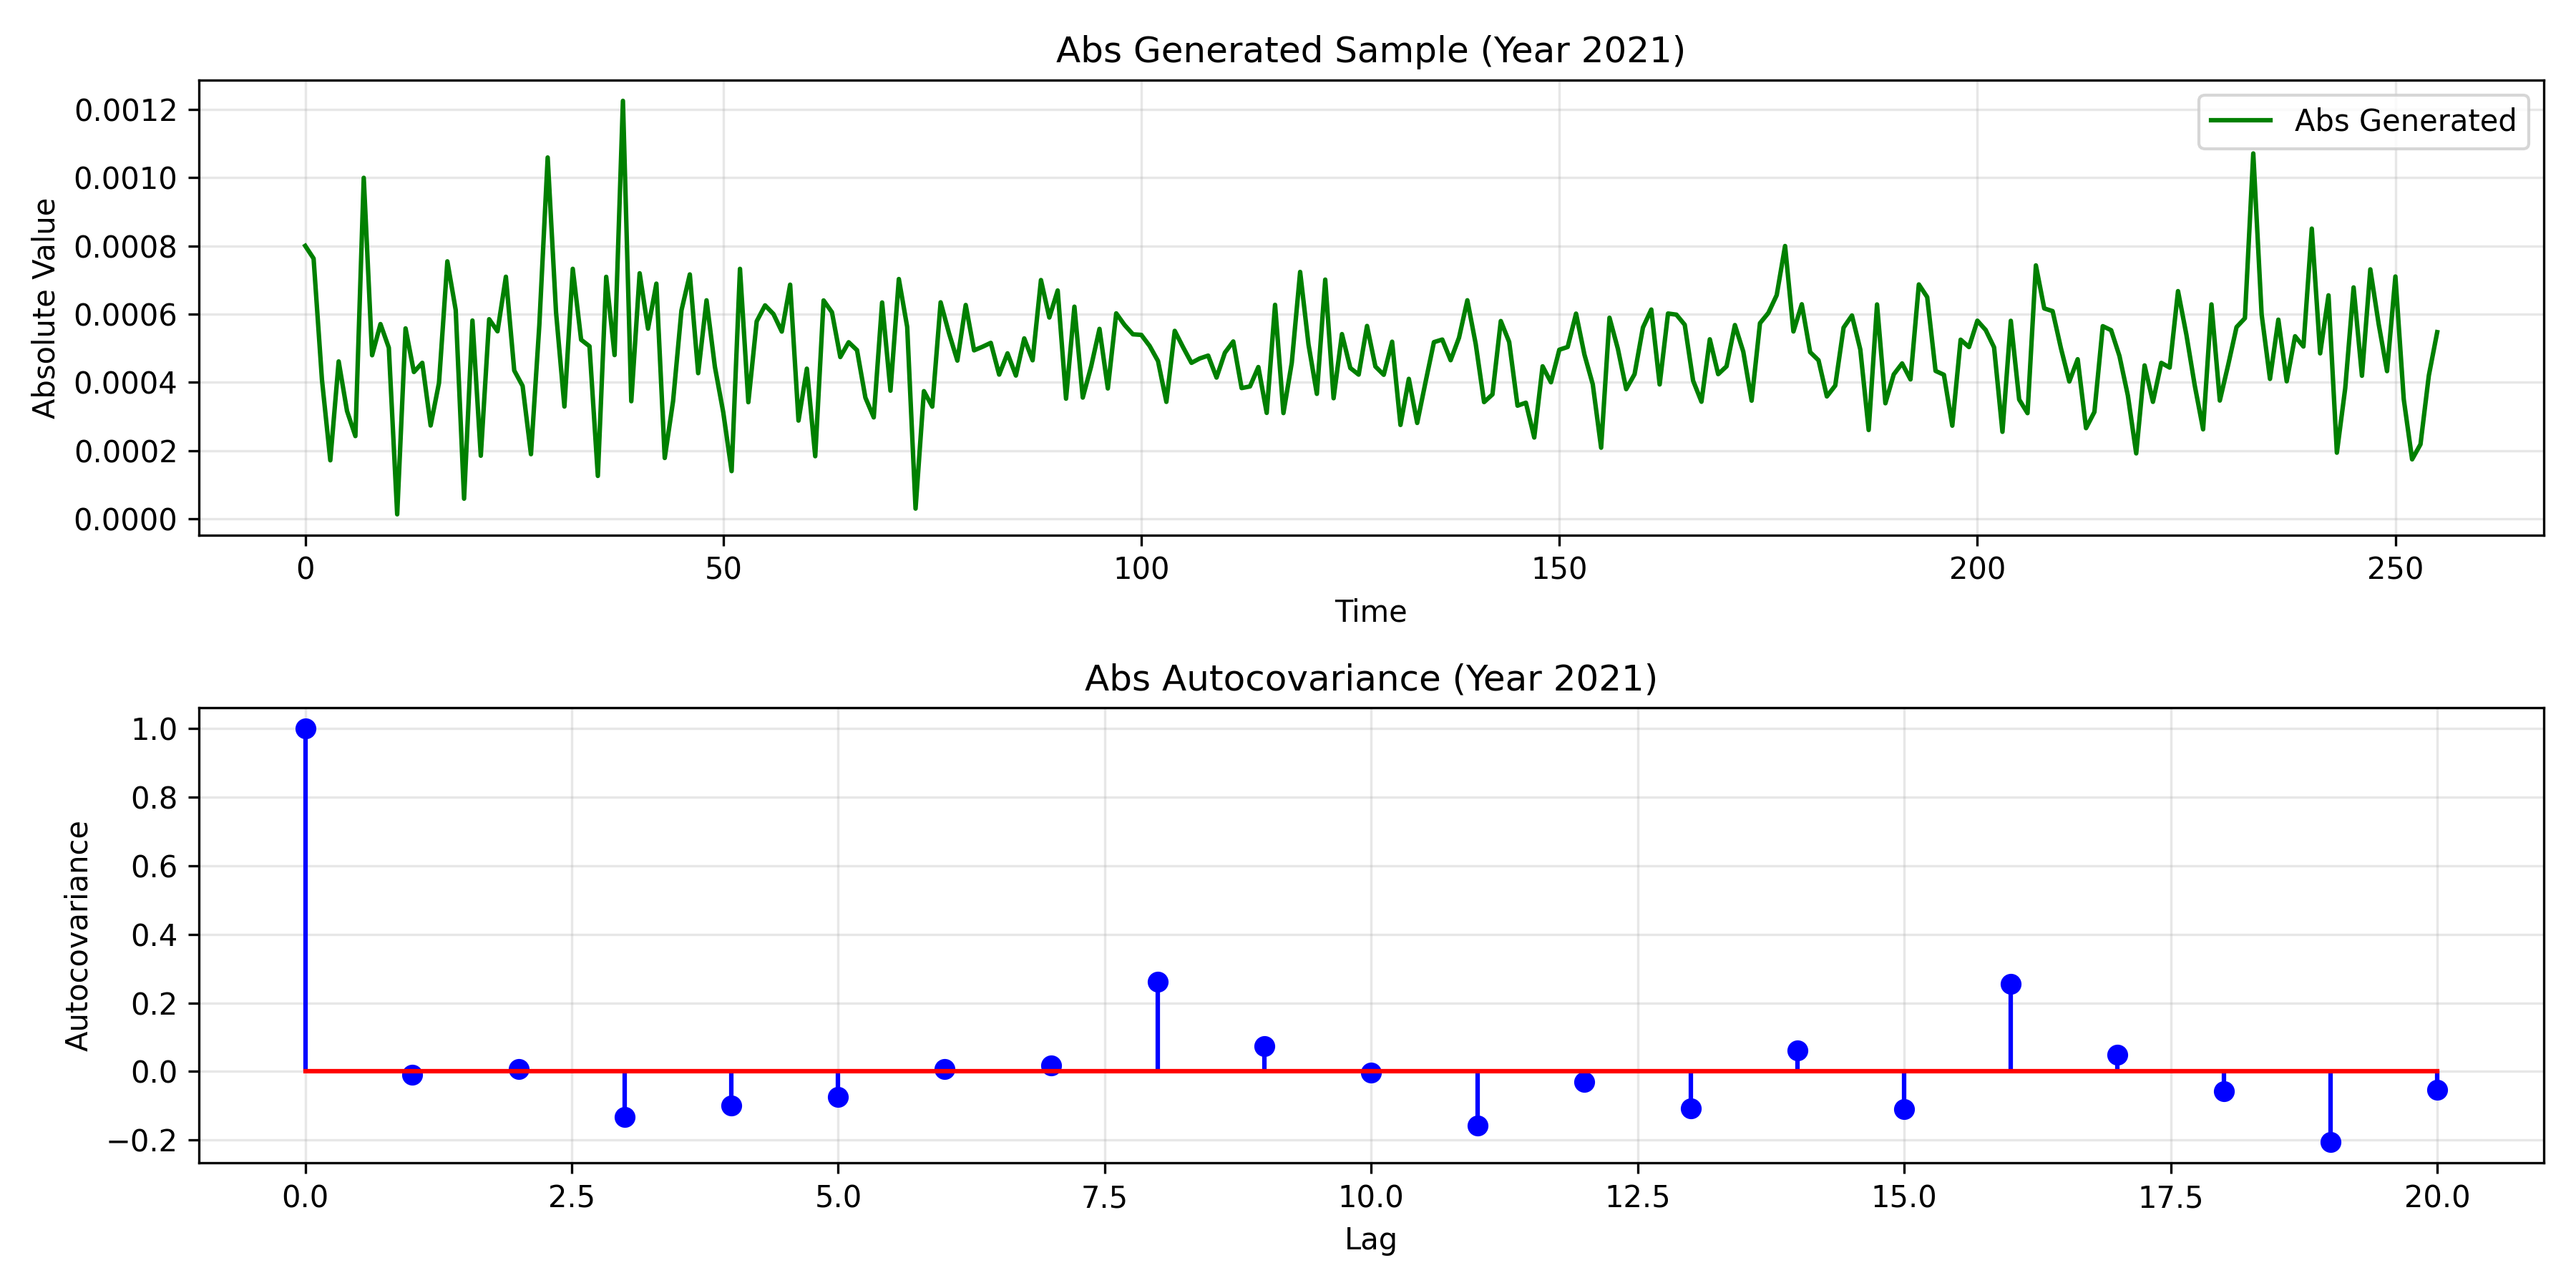 Abs Generated Sample (Year 2021)
Abs Generated
Absolute Value
0.0012
0.0010
0.0008
0.0006
0.0004
0.0002
0.0000
0 50 100 150 200 250
Time
Abs Autocovariance (Year 2021)
Autocovariance
1.0
0.8
0.6
0.4
0.2
0.0
−0.2
0.0 2.5 5.0 7.5 10.0 12.5 15.0 17.5 20.0
Lag